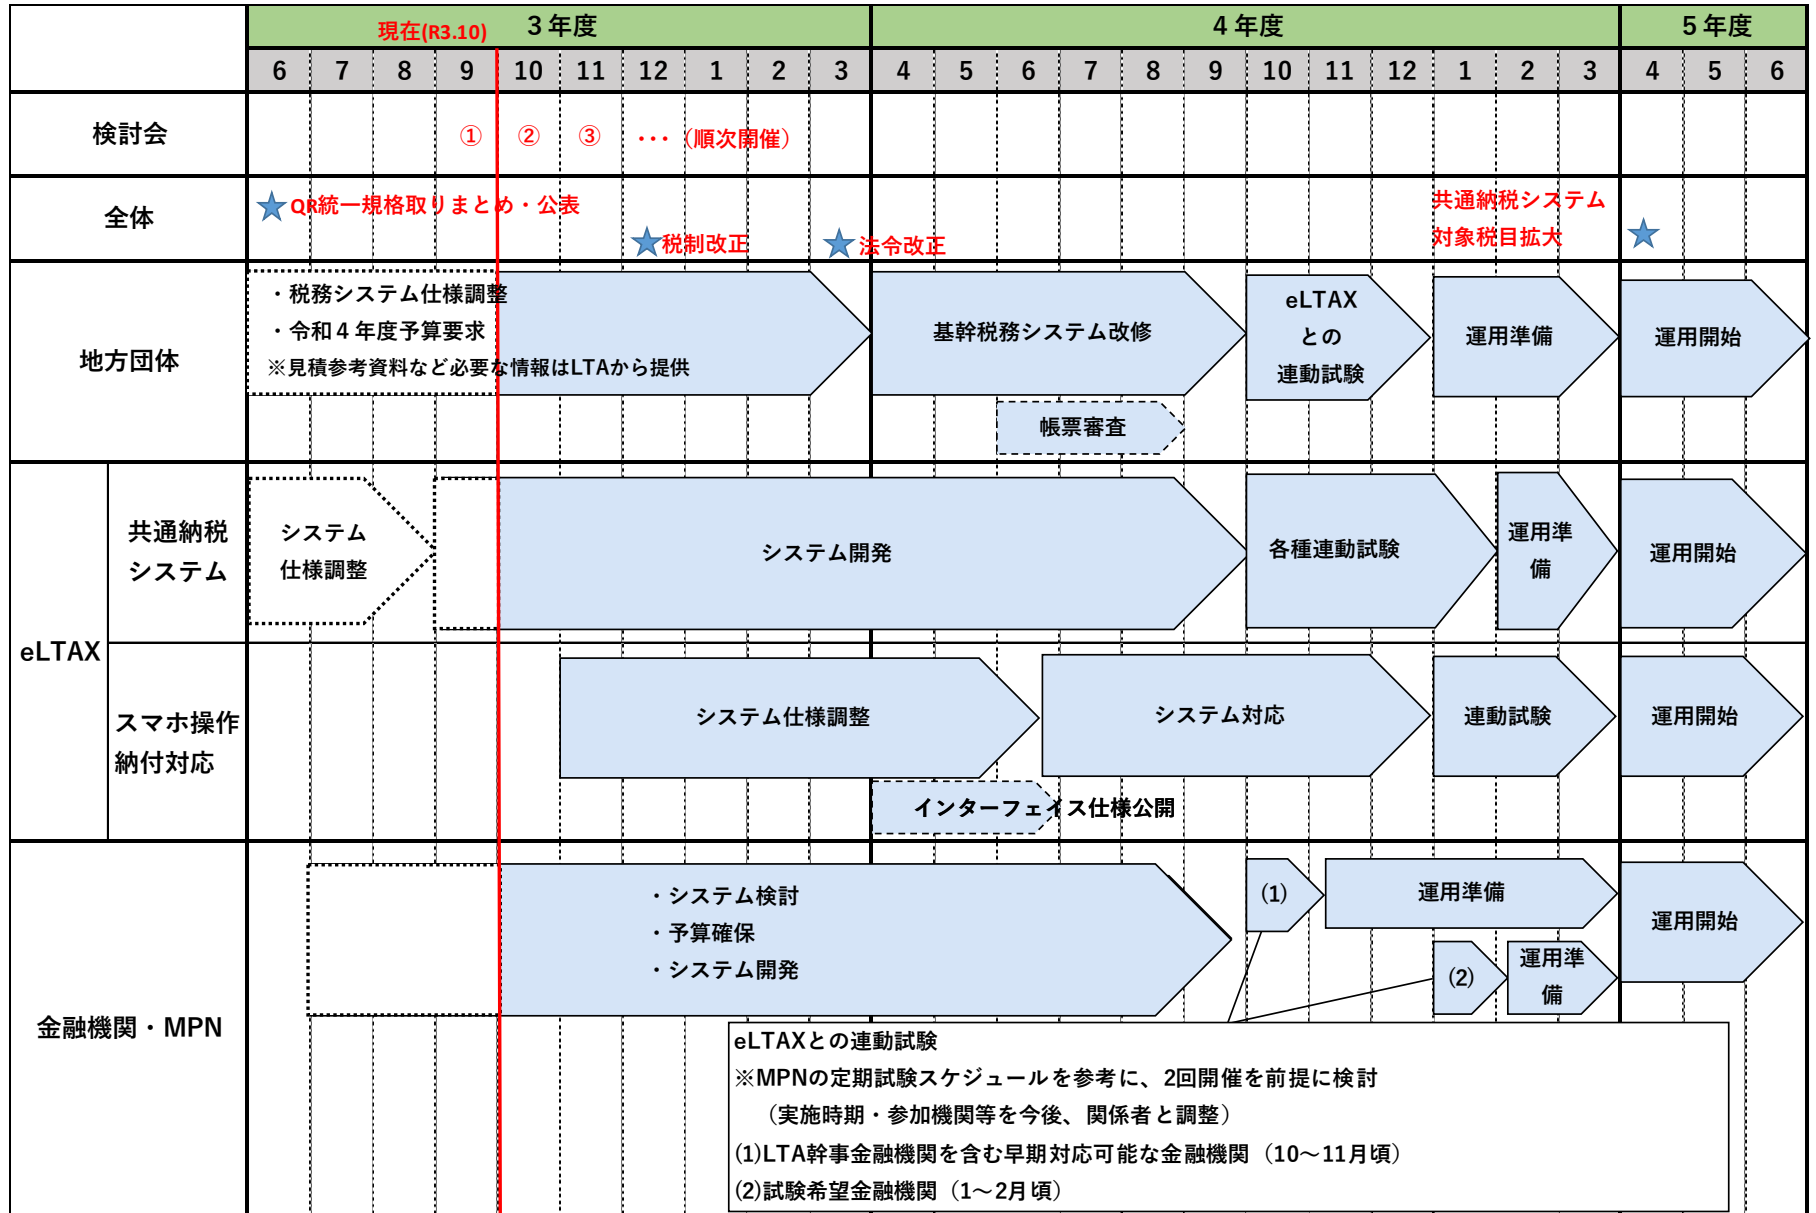 現在(R3.10)
３年度
４年度
５年度
6 7 8 9 10 11 12 1 2 3 4 5 6 7 8 9 10 11 12 1 2 3 4 5 6
検討会
① ② ③ ･･･（順次開催）
全体
QR統一規格取りまとめ・公表
税制改正
法令改正
共通納税システム
対象税目拡大
地方団体
・税務システム仕様調整
・令和４年度予算要求
※見積参考資料など必要な情報はLTAから提供
基幹税務システム改修
eLTAX
との
連動試験
運用準備
運用開始
帳票審査
eLTAX
共通納税
システム
システム
仕様調整
システム開発
各種連動試験
運用準
備
運用開始
スマホ操作
納付対応
システム仕様調整
システム対応
連動試験
運用開始
インターフェイス仕様公開
金融機関・MPN
・システム検討
・予算確保
・システム開発
(1)
運用準備
(2)
運用準
備
運用開始
eLTAXとの連動試験
※MPNの定期試験スケジュールを参考に、2回開催を前提に検討
（実施時期・参加機関等を今後、関係者と調整）
(1)LTA幹事金融機関を含む早期対応可能な金融機関（10～11月頃）
(2)試験希望金融機関（1～2月頃）